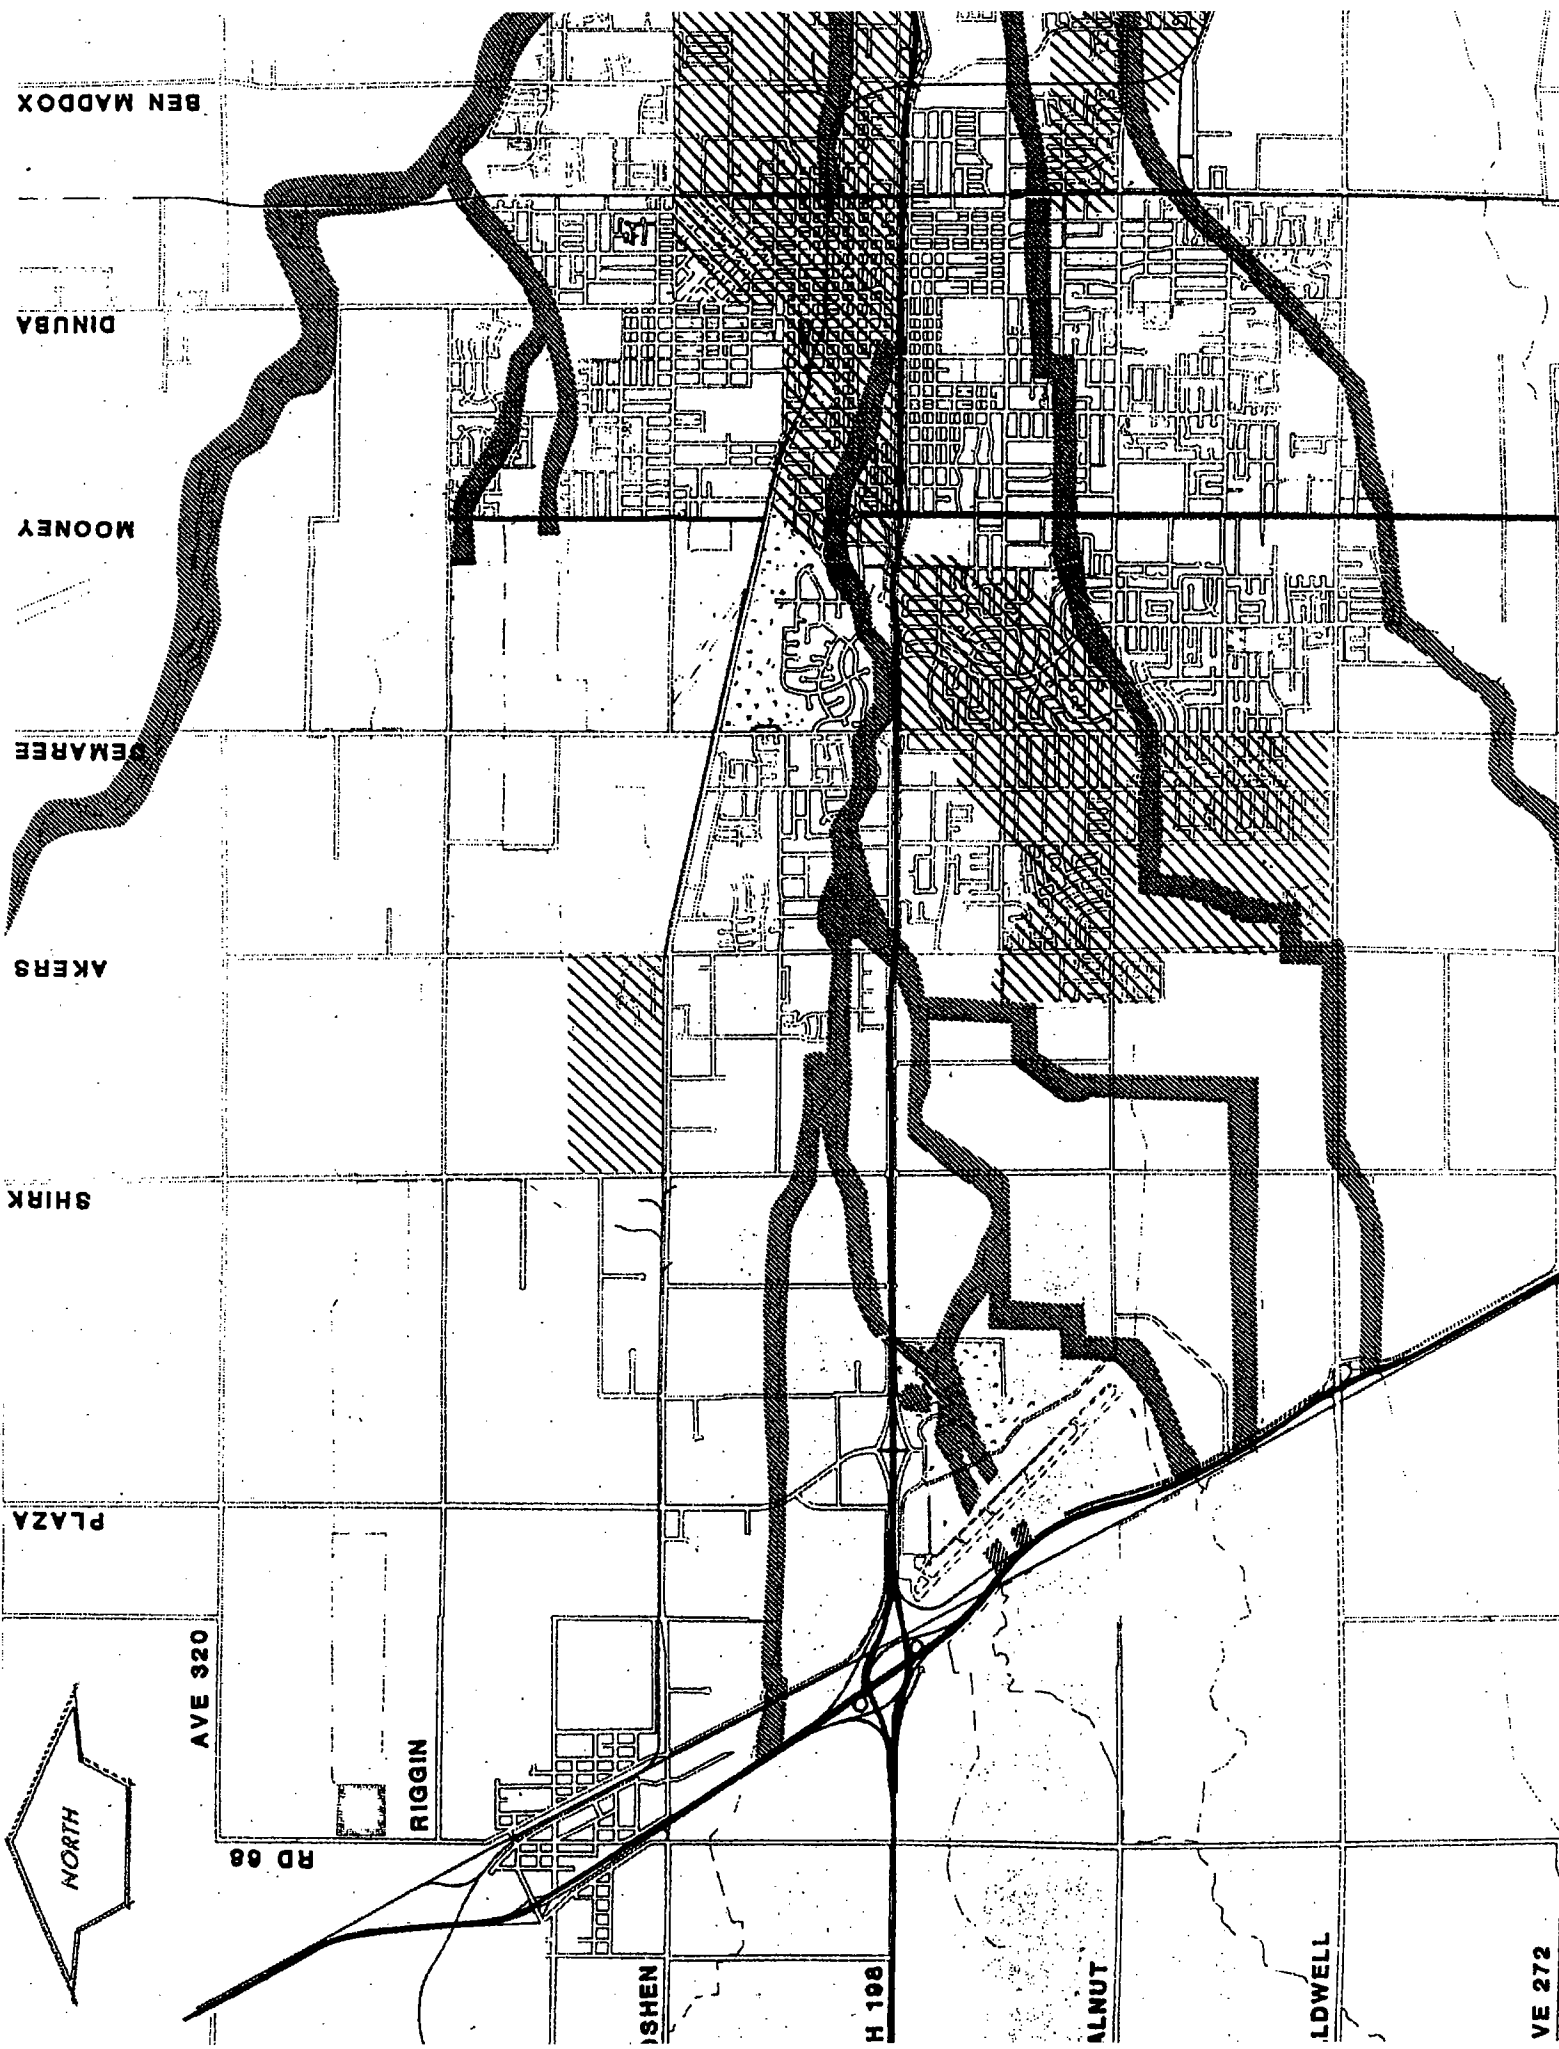 BEN MADDOX
DINUBA
MOONEY
DEMAREE
AKERS
SHIRK
PLAZA
AVE 320
RIGGIN
RD 68
NORTH
OSHEN
H 198
ALNUT
LDWELL
VE 272